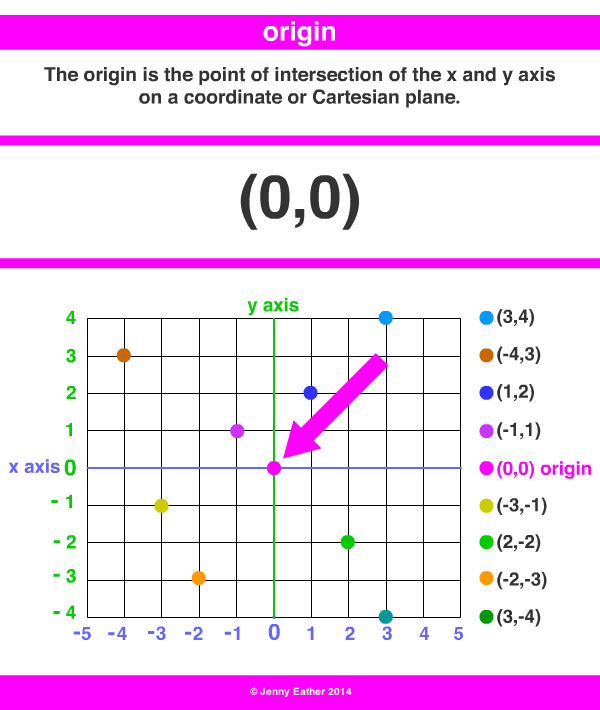 origin
The origin is the point of intersection of the x and y axis
on a coordinate or Cartesian plane.
(0,0)
y axis
4
3
2
1
x axis 0
- 1
- 2
- 3
- 4
-5 -4 -3 -2 -1 0 1 2 3 4 5
(3,4)
(-4,3)
(1,2)
(-1,1)
(0,0) origin
(-3,-1)
(2,-2)
(-2,-3)
(3,-4)
© Jenny Eather 2014